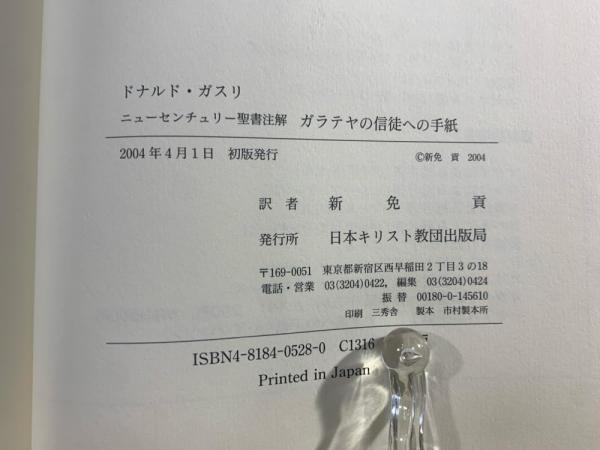 ドナルド・ガスリ
ニューセンチュリー聖書注解 ガラテヤの信徒への手紙
2004年4月1日 初版発行 ©新免 貢 2004
訳者 新免 貢
発行所 日本キリスト教団出版局
〒169-0051 東京都新宿区西早稲田2丁目3の18
電話・営業 03(3204)0422, 編集 03(3204)0424
振替 00180-0-145610
印刷 三秀舎 製本 市村製本所
ISBN4-8184-0528-0 C1316
Printed in Japan